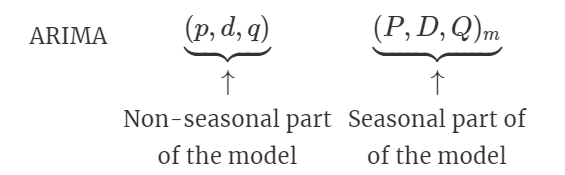 ARIMA (p, d, q) (P, D, Q)m
↑ ↑
Non-seasonal part Seasonal part of
of the model of the model